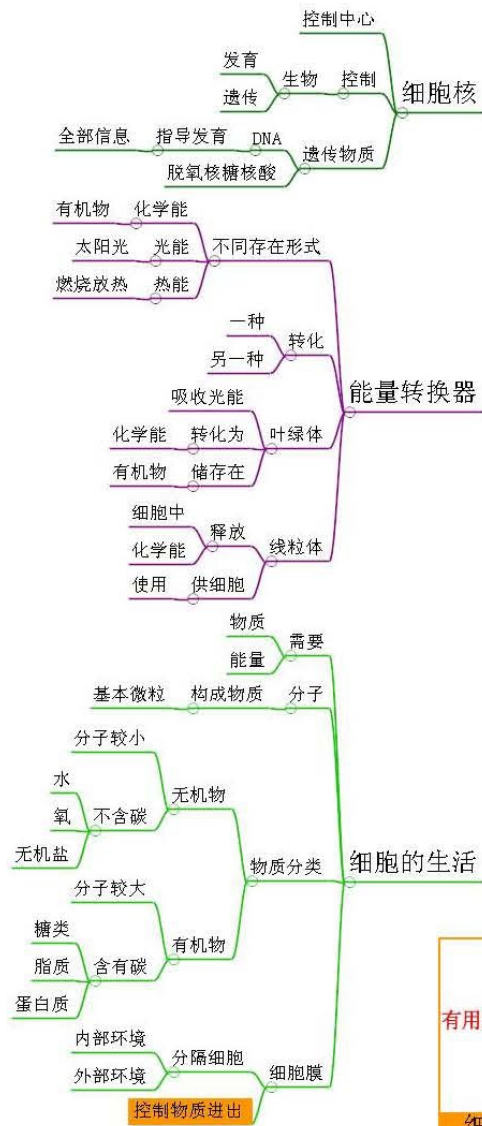 控制中心
发育
遗传
生物
控制
细胞核
全部信息
指导发育
DNA
脱氧核糖核酸
遗传物质
有机物
化学能
太阳光
光能
燃烧放热
热能
不同存在形式
一种
另一种
转化
能量转换器
吸收光能
化学能
转化为
叶绿体
有机物
储存在
细胞中
化学能
释放
线粒体
使用
供细胞
物质
能量
需要
基本微粒
构成物质
分子
分子较小
无机物
水
氧
无机盐
不含碳
物质分类
细胞的生活
分子较大
有机物
糖类
脂质
蛋白质
含有碳
内部环境
外部环境
分隔细胞
细胞膜
控制物质进出
有用